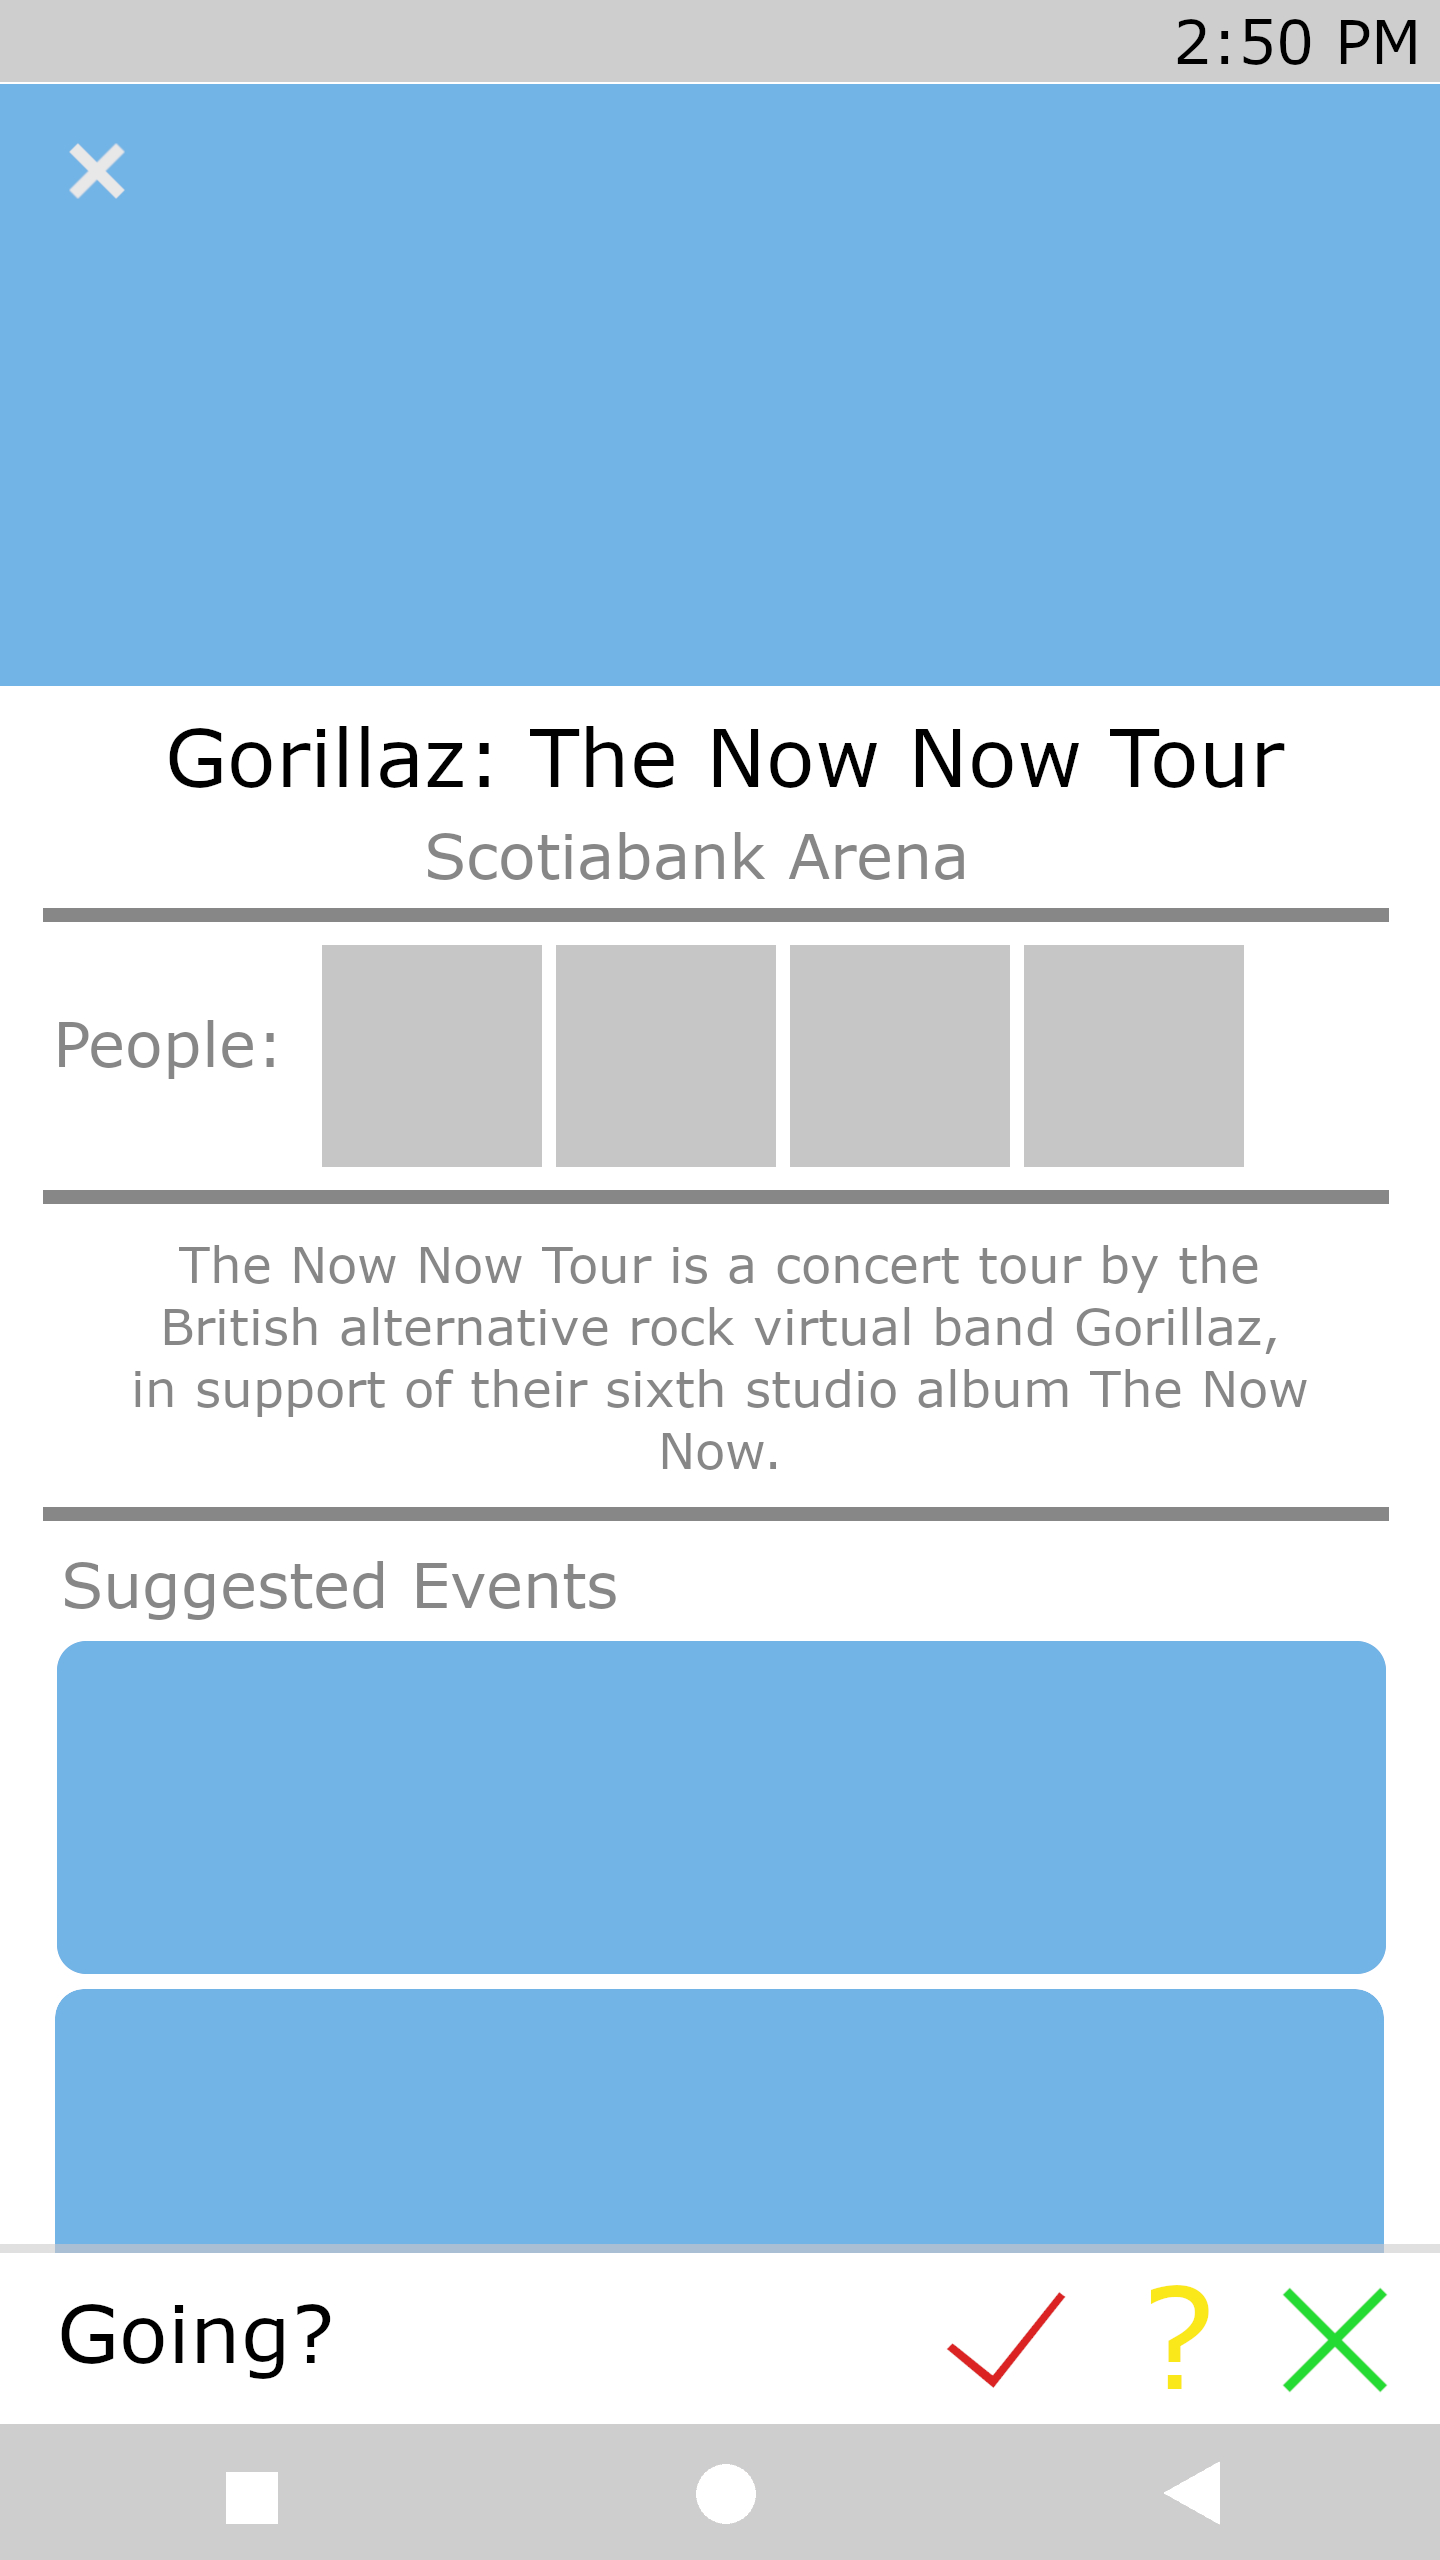 2:50 PM
Gorillaz: The Now Now Tour
Scotiabank Arena
People:
The Now Now Tour is a concert tour by the
British alternative rock virtual band Gorillaz,
in support of their sixth studio album The Now
Now.
Suggested Events
Going?
?